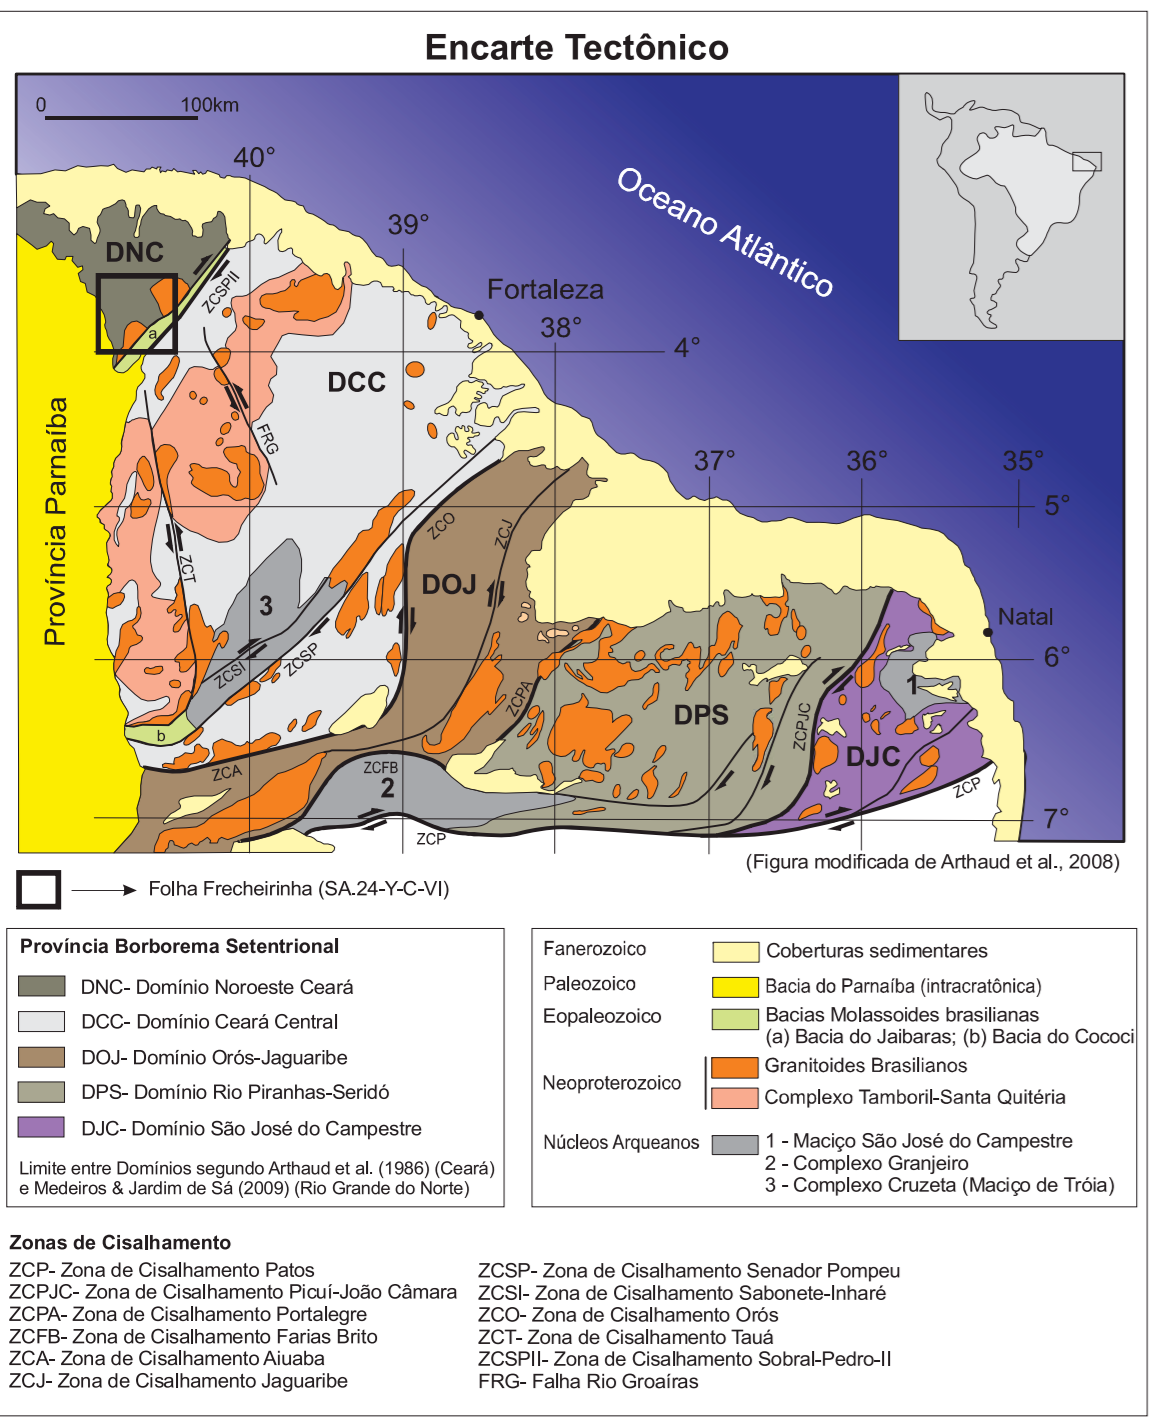 Encarte Tectônico
0 100km
40°
39°
Oceano Atlântico
DNC
ZCSPII
Fortaleza
38°
a
4°
DCC
FRG
Província Parnaíba
37°
36°
35°
5°
ZCO
ZCJ
ZCT
DOJ
3
Natal
ZCSI
ZCSP
6°
1
ZCPA
DPS
ZCPJC
b
DJC
ZCA
ZCFB
2
ZCP
7°
ZCP
(Figura modificada de Arthaud et al., 2008)
Folha Frecheirinha (SA.24-Y-C-VI)
Província Borborema Setentrional
DNC- Domínio Noroeste Ceará
DCC- Domínio Ceará Central
DOJ- Domínio Orós-Jaguaribe
DPS- Domínio Rio Piranhas-Seridó
DJC- Domínio São José do Campestre
Limite entre Domínios segundo Arthaud et al. (1986) (Ceará)
e Medeiros & Jardim de Sá (2009) (Rio Grande do Norte)
Fanerozoico Coberturas sedimentares
Paleozoico Bacia do Parnaíba (intracratônica)
Eopaleozoico Bacias Molassoides brasilianas
(a) Bacia do Jaibaras; (b) Bacia do Cococi
Neoproterozoico
Granitoides Brasilianos
Complexo Tamboril-Santa Quitéria
Núcleos Arqueanos 1 - Maciço São José do Campestre
2 - Complexo Granjeiro
3 - Complexo Cruzeta (Maciço de Tróia)
Zonas de Cisalhamento
ZCP- Zona de Cisalhamento Patos
ZCPJC- Zona de Cisalhamento Picuí-João Câmara
ZCPA- Zona de Cisalhamento Portalegre
ZCFB- Zona de Cisalhamento Farias Brito
ZCA- Zona de Cisalhamento Aiuaba
ZCJ- Zona de Cisalhamento Jaguaribe
ZCSP- Zona de Cisalhamento Senador Pompeu
ZCSI- Zona de Cisalhamento Sabonete-Inharé
ZCO- Zona de Cisalhamento Orós
ZCT- Zona de Cisalhamento Tauá
ZCSPII- Zona de Cisalhamento Sobral-Pedro-II
FRG- Falha Rio Groaíras